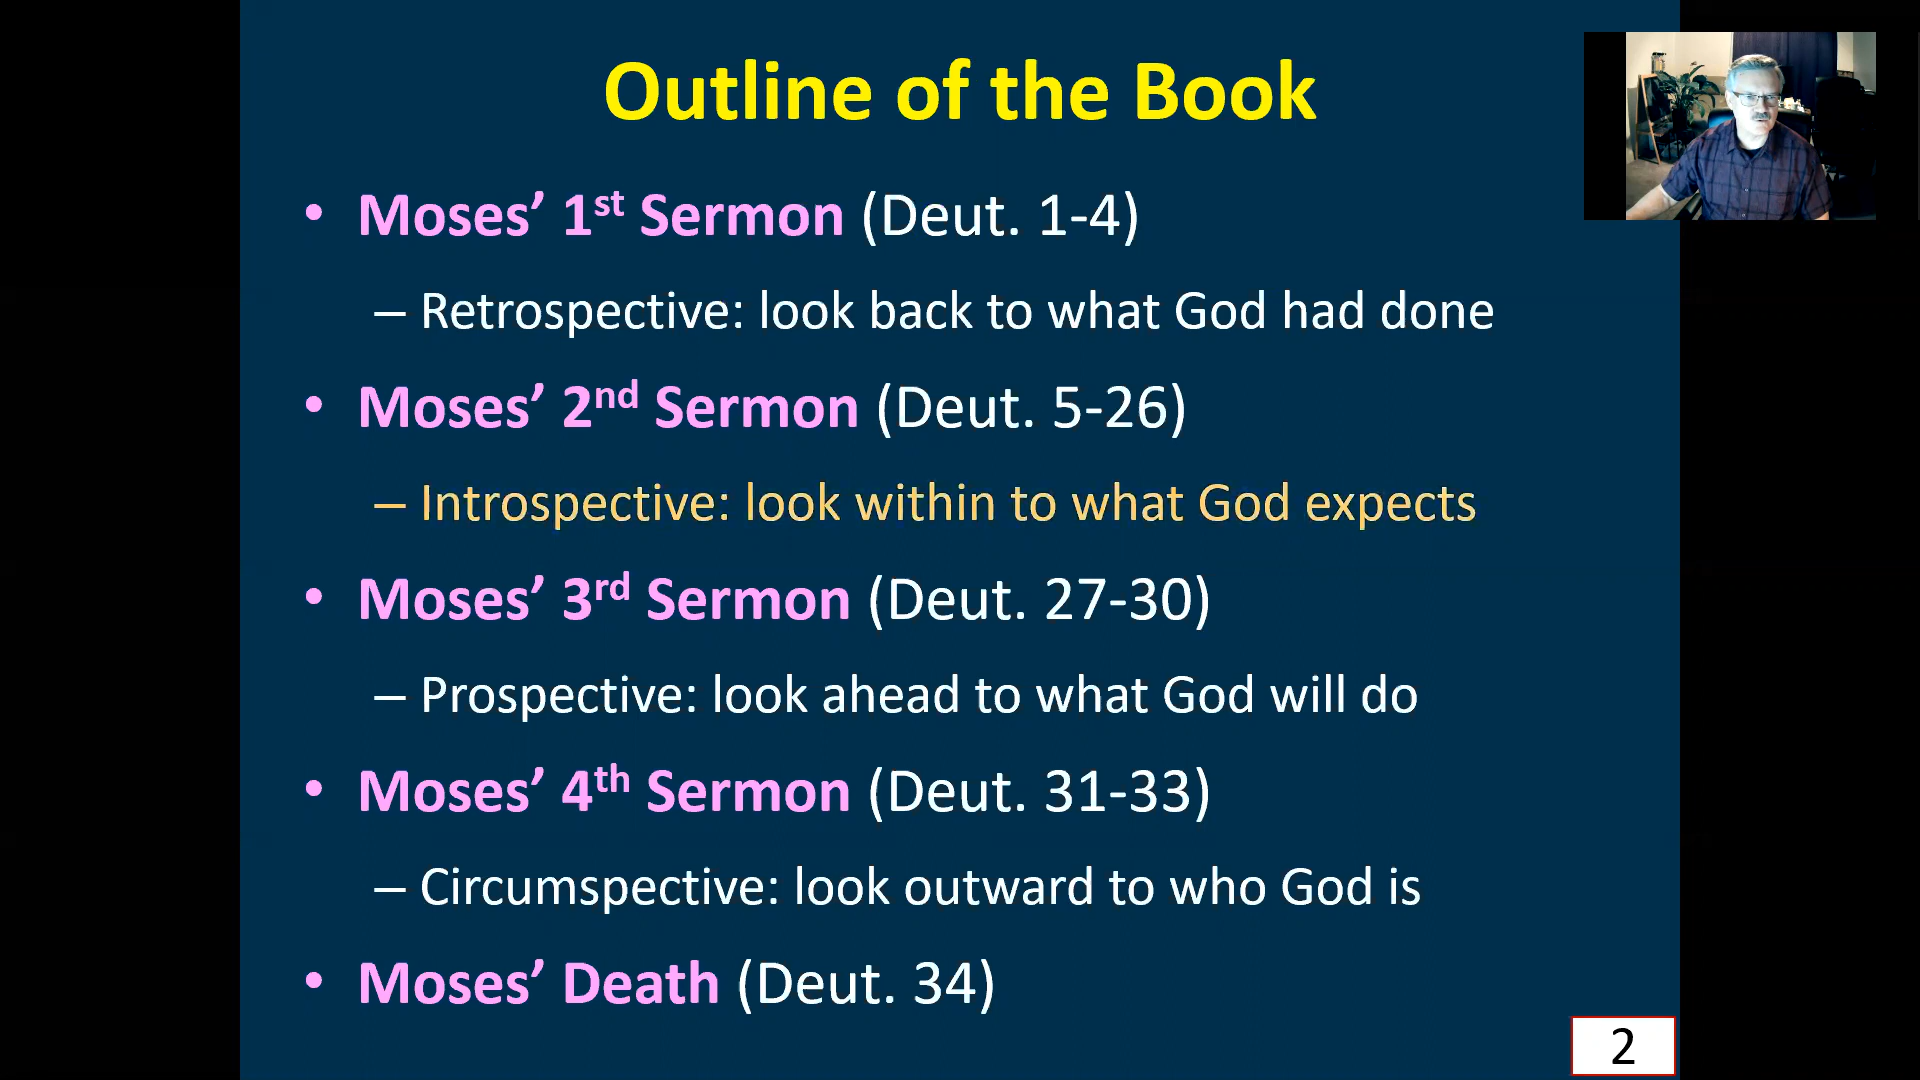 Outline of the Book
• Moses’ 1st Sermon (Deut. 1-4)
– Retrospective: look back to what God had done
• Moses’ 2nd Sermon (Deut. 5-26)
– Introspective: look within to what God expects
• Moses’ 3rd Sermon (Deut. 27-30)
– Prospective: look ahead to what God will do
• Moses’ 4th Sermon (Deut. 31-33)
– Circumspective: look outward to who God is
• Moses’ Death (Deut. 34)
2